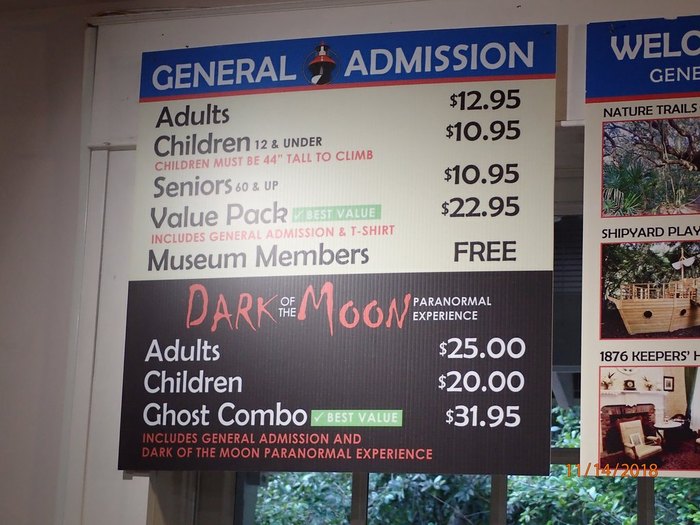 GENERAL ADMISSION
Adults $12.95
Children 12 & UNDER $10.95
CHILDREN MUST BE 44" TALL TO CLIMB
Seniors 60 & UP $10.95
Value Pack ✓BEST VALUE $22.95
INCLUDES GENERAL ADMISSION & T-SHIRT
Museum Members FREE
DARK OF THE MOON PARANORMAL EXPERIENCE
Adults $25.00
Children $20.00
Ghost Combo ✓BEST VALUE $31.95
INCLUDES GENERAL ADMISSION AND
DARK OF THE MOON PARANORMAL EXPERIENCE
WELC
GENE
NATURE TRAILS
SHIPYARD PLAY
1876 KEEPERS' H
11/14/2018